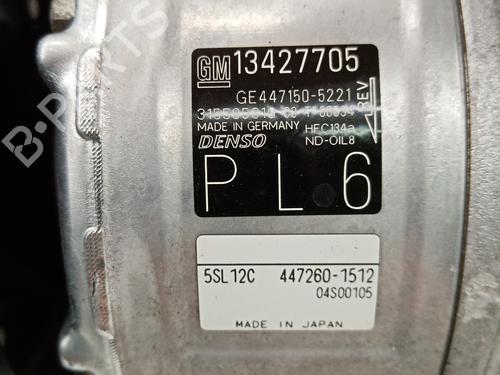 GM 13427705
GE447150-5221
MADE IN GERMANY HFC134a
DENSO ND-OIL8
REV
PL6
5SL12C 447260-1512
04S00105
MADE IN JAPAN
B-PARTS